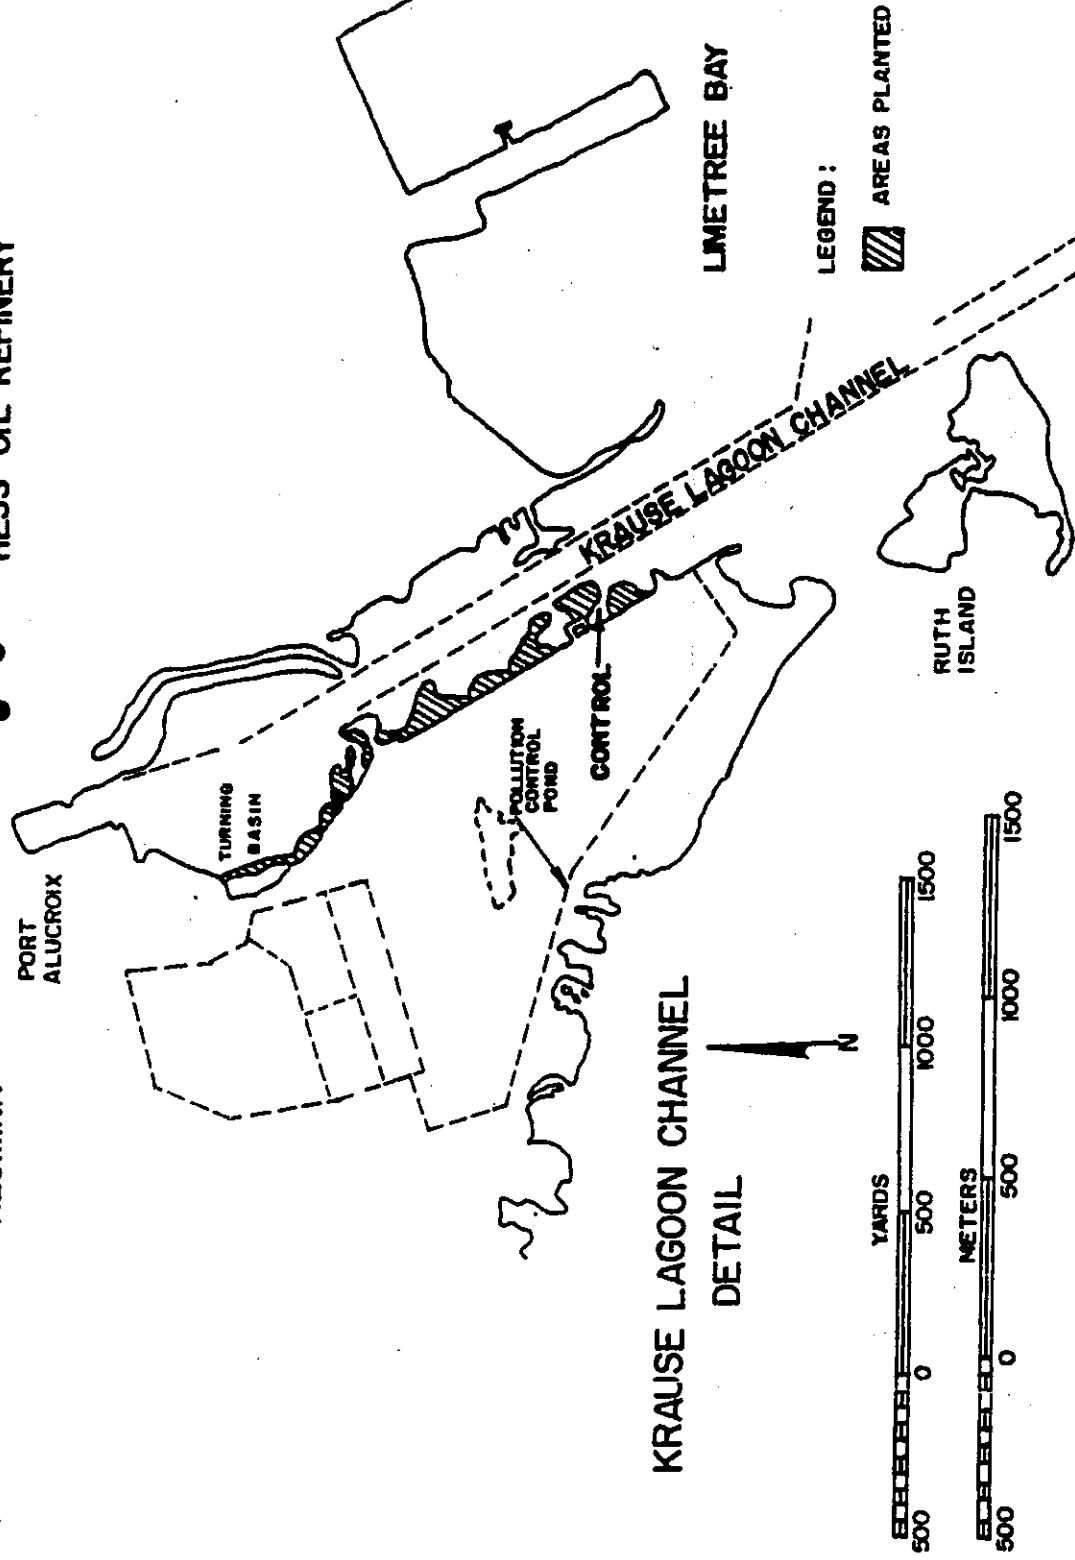 HESS OIL REFINERY
PORT
ALUCROIX
TURNING
BASIN
LIMETREE BAY
LEGEND :
AREAS PLANTED
KRAUSE LAGOON CHANNEL
POLLUTION
CONTROL
POND
CONTROL
RUTH
ISLAND
KRAUSE LAGOON CHANNEL
DETAIL
N
YARDS
500 0 500 1000 1500
METERS
500 0 500 1000 1500